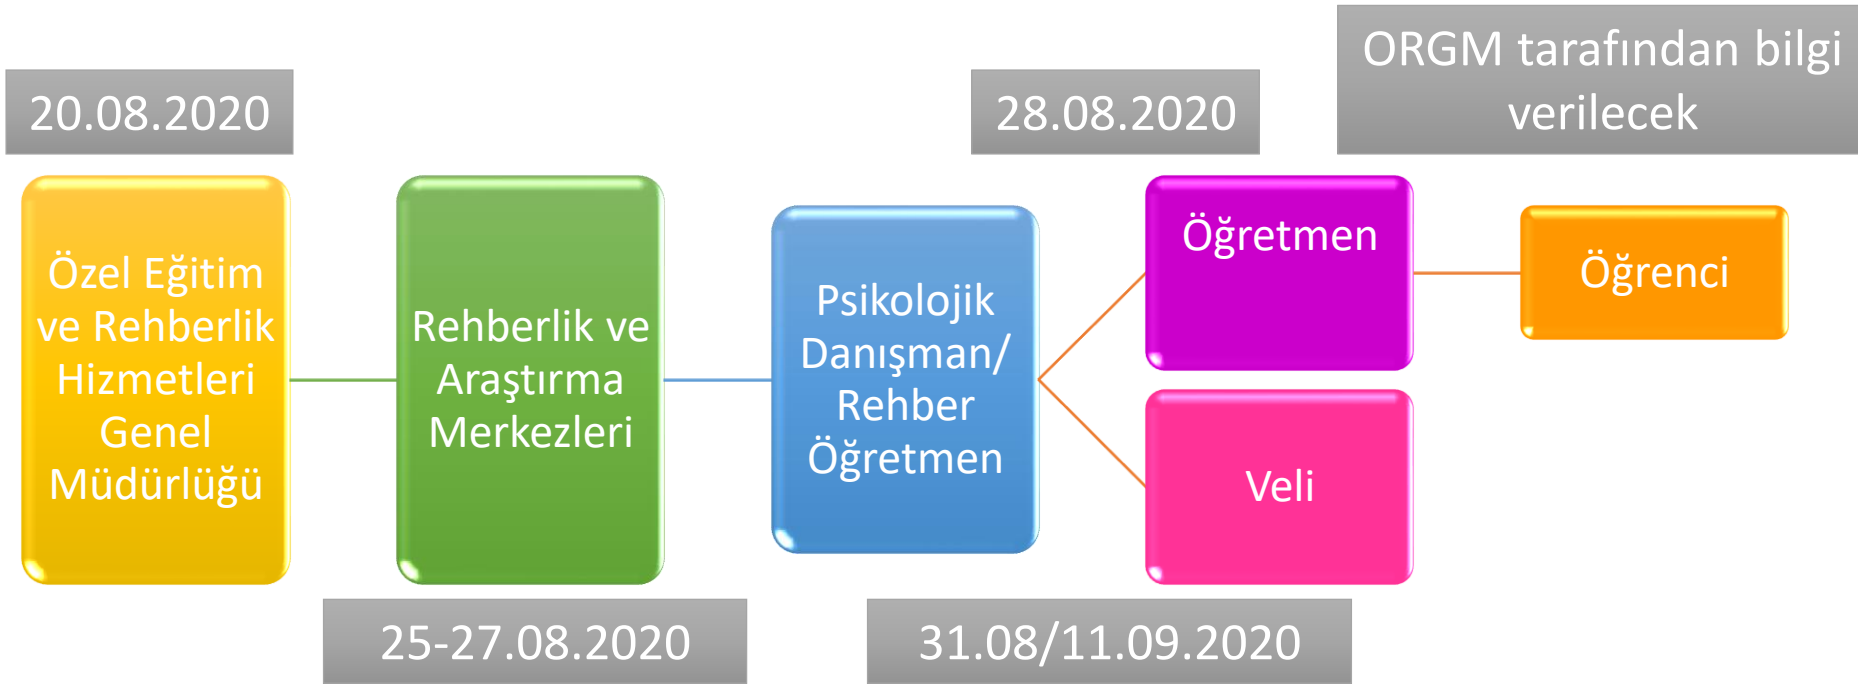 20.08.2020
Özel Eğitim
ve Rehberlik
Hizmetleri
Genel
Müdürlüğü
Rehberlik ve
Araştırma
Merkezleri
25-27.08.2020
Psikolojik
Danışman/
Rehber
Öğretmen
28.08.2020
Öğretmen
Veli
31.08/11.09.2020
ORGM tarafından bilgi
verilecek
Öğrenci